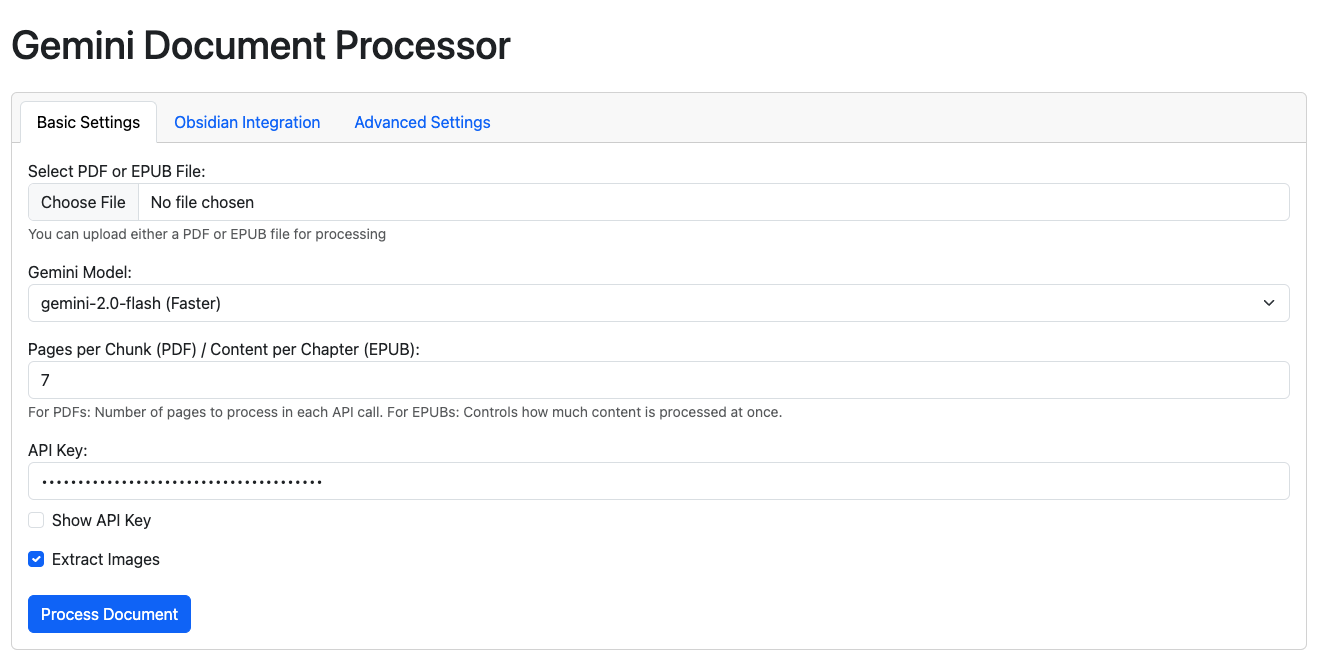 Gemini Document Processor
Basic Settings
Obsidian Integration
Advanced Settings
Select PDF or EPUB File:
Choose File
No file chosen
You can upload either a PDF or EPUB file for processing
Gemini Model:
gemini-2.0-flash (Faster)
Pages per Chunk (PDF) / Content per Chapter (EPUB):
7
For PDFs: Number of pages to process in each API call. For EPUBs: Controls how much content is processed at once.
API Key:
•••••••••••••••••••••••••••••••••••••••
Show API Key
Extract Images
Process Document